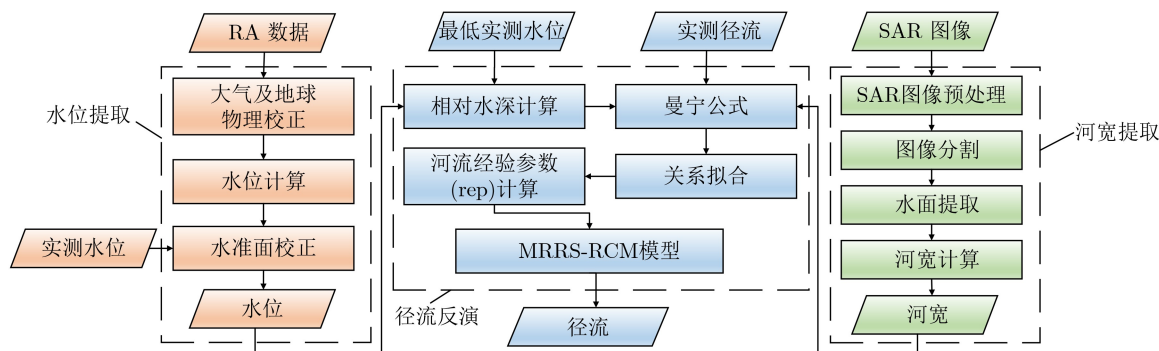 RA 数据
最低实测水位
实测径流
SAR 图像
水位提取
大气及地球
物理校正
水位计算
实测水位
水准面校正
水位
相对水深计算
曼宁公式
河流经验参数
(rep)计算
关系拟合
MRRS-RCM模型
径流反演
径流
SAR图像预处理
图像分割
水面提取
河宽计算
河宽
河宽提取